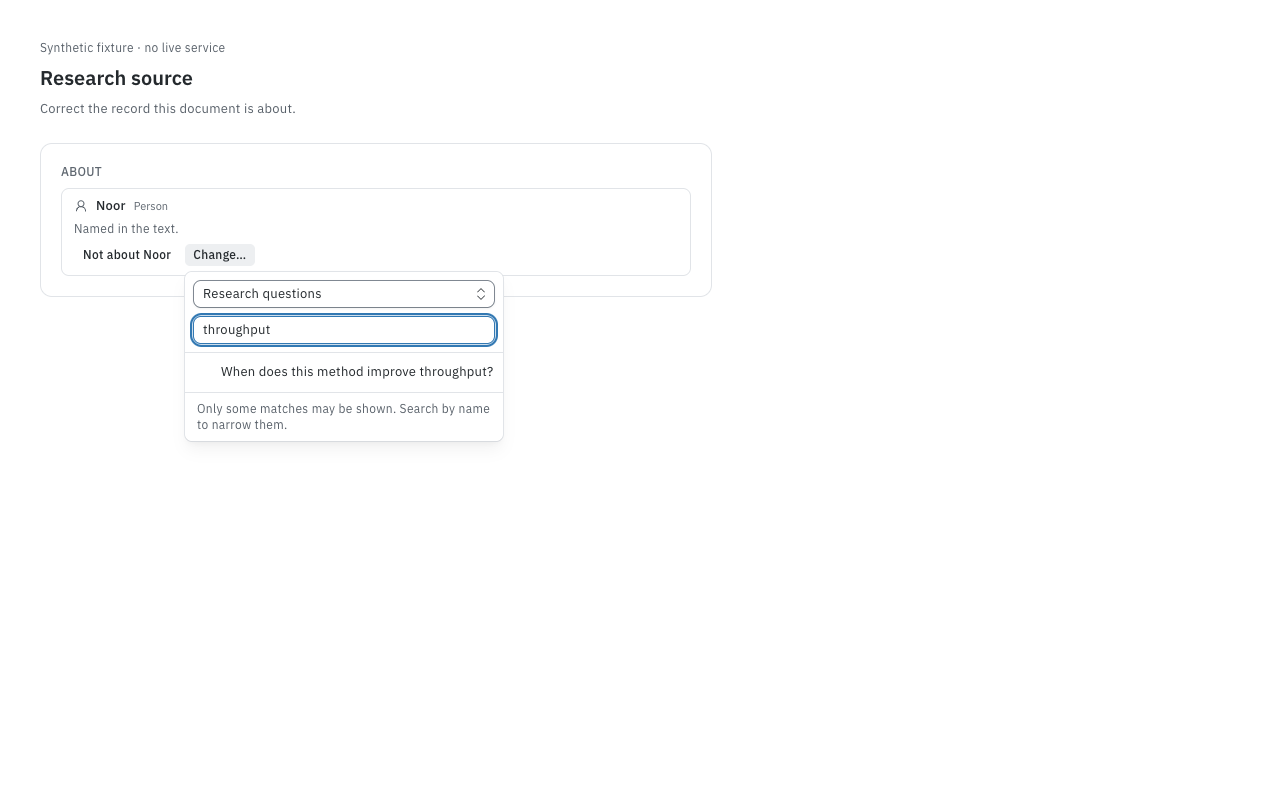 Synthetic fixture · no live service
Research source
Correct the record this document is about.
ABOUT
Noor Person
Named in the text.
Not about Noor Change...
Research questions
throughput
When does this method improve throughput?
Only some matches may be shown. Search by name
to narrow them.